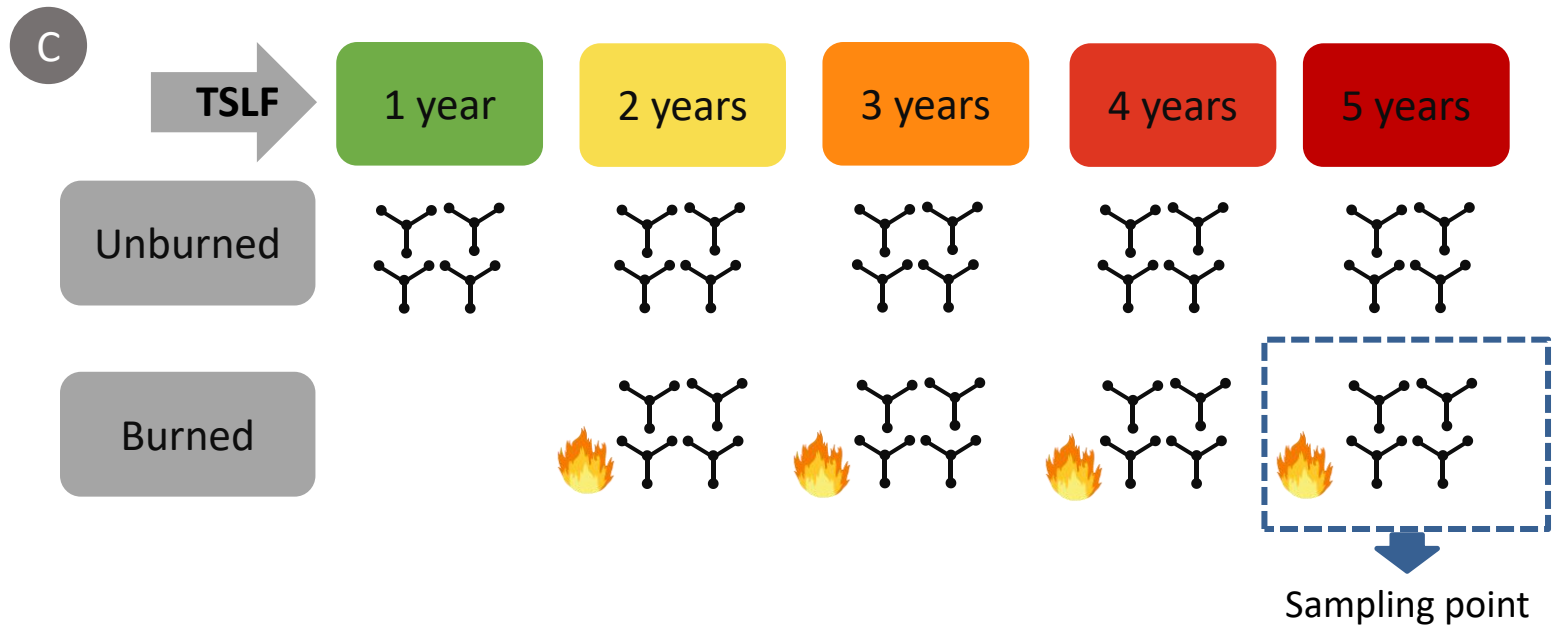 C
TSLF
1 year
2 years
3 years
4 years
5 years
Unburned
Burned
Sampling point